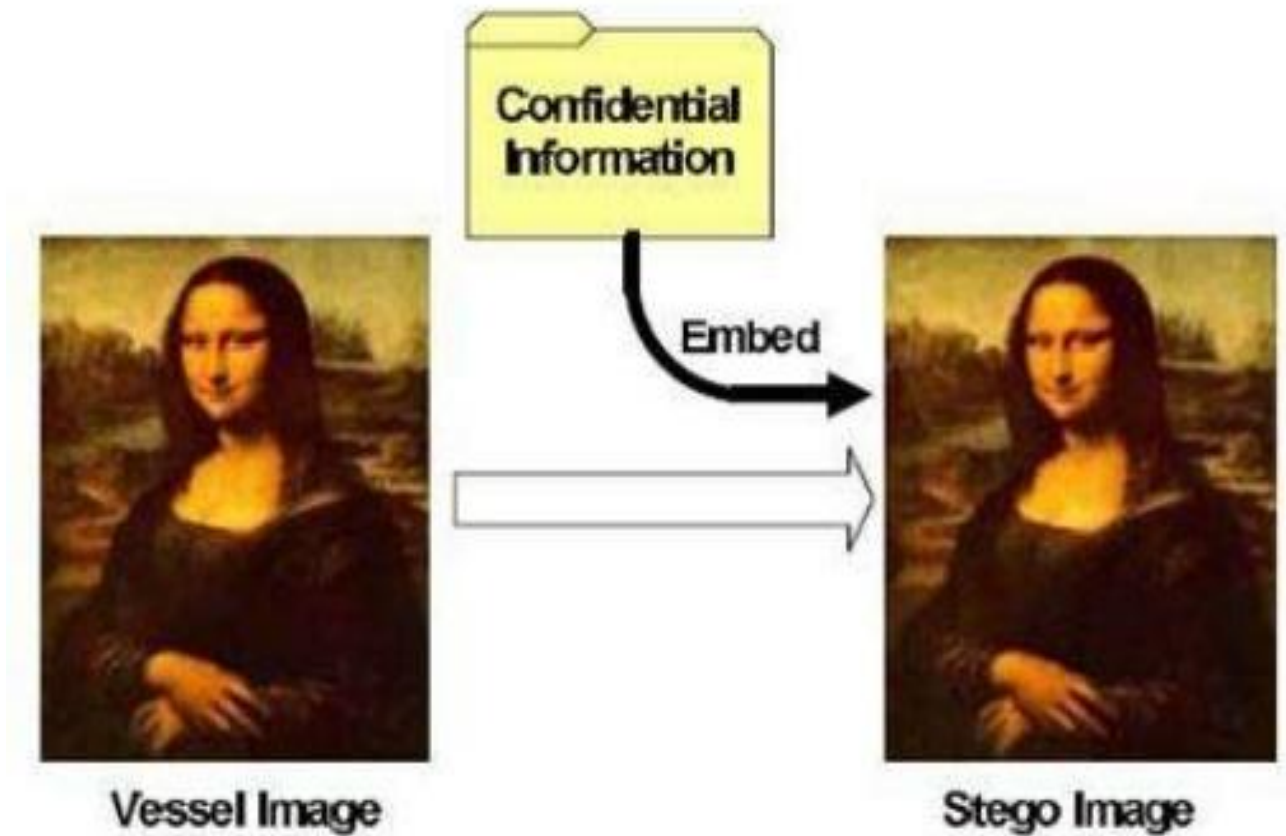 Confidential
Information
Embed
Vessel Image
Stego Image